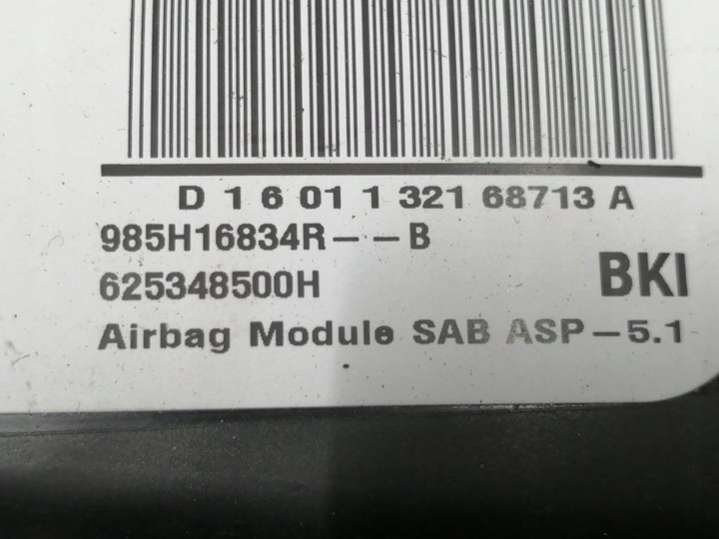 D 1 6 01 1 321 68713 A
985H16834R--B
625348500H
BKI
Airbag Module SAB ASP-5.1